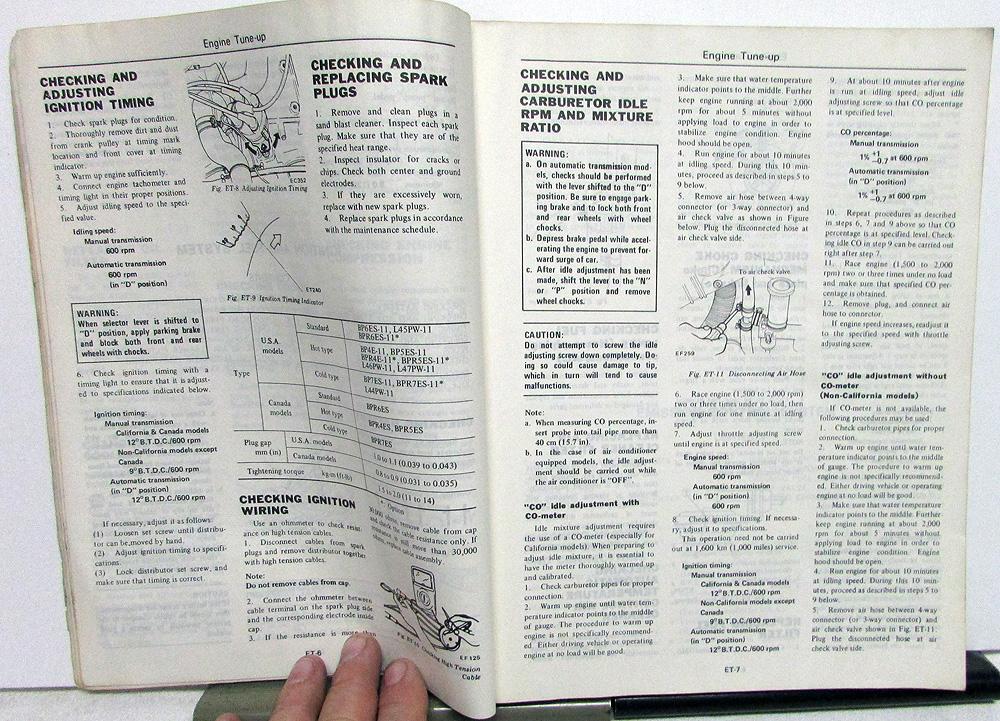 Engine Tune-up
CHECKING AND
ADJUSTING
IGNITION TIMING
1. Check spark plugs for condition.
2. Thoroughly remove dirt and dust
from crank pulley at timing mark
location and front cover at timing
indicator.
3. Warm up engine sufficiently.
4. Connect engine tachometer and
timing light in their proper positions.
5. Adjust idling speed to the speci-
fied value.
Idling speed:
Manual transmission
600 rpm
Automatic transmission
600 rpm
(in "D" position)
WARNING:
When selector lever is shifted to
"D" position, apply parking brake
and block both front and rear
wheels with chocks.
6. Check ignition timing with a
timing light to ensure that it is adjust-
ed to specifications indicated below.
Ignition timing:
Manual transmission
California & Canada models
12° B.T.D.C./600 rpm
Non-California models except
Canada
9° B.T.D.C./600 rpm
Automatic transmission
(in "D" position)
12° B.T.D.C./600 rpm
If necessary, adjust it as follows:
(1) Loosen set screw until distribu-
tor can be moved by hand.
(2) Adjust ignition timing to specifi-
cations.
(3) Lock distributor set screw, and
make sure that timing is correct.
EC352
Fig. ET-8 Adjusting Ignition Timing
ET240
Fig. ET-9 Ignition Timing Indicator
CHECKING AND
REPLACING SPARK
PLUGS
1. Remove and clean plugs in a
sand blast cleaner. Inspect each spark
plug. Make sure that they are of the
specified heat range.
2. Inspect insulator for cracks or
chips. Check both center and ground
electrodes.
3. If they are excessively worn,
replace with new spark plugs.
4. Replace spark plugs in accordance
with the maintenance schedule.
Type
U.S.A.
models
Standard
BP6ES-11, L45PW-11
BPR6ES-11*
Hot type
BP4E-11, BP5ES-11
BPR4E-11*, BPR5ES-11*
L46PW-11, L47PW-11
Cold type
BP7ES-11, BPR7ES-11*
L44PW-11
Canada
models
Standard
BPR6ES
Hot type
BPR4ES, BPR5ES
Cold type
BPR7ES
Plug gap
mm (in)
U.S.A. models
1.0 to 1.1 (0.039 to 0.043)
Canada models
0.8 to 0.9 (0.031 to 0.035)
Tightening torque kg-m (ft-lb)
1.5 to 2.0 (11 to 14)
* Option
CHECKING IGNITION
WIRING
Use an ohmmeter to check resist-
ance on high tension cables.
1. Disconnect cables from spark
plugs and remove distributor together
with high tension cables.
Note:
Do not remove cables from cap.
2. Connect the ohmmeter between
cable terminal on the spark plug side
and the corresponding electrode inside
cap.
3. If the resistance is more than
remove cable from cap
and check cable resistance only. If
more than 30,000
assembly.
EF125
Checking High Tension
Cable
ET-6
Engine Tune-up
CHECKING AND
ADJUSTING
CARBURETOR IDLE
RPM AND MIXTURE
RATIO
WARNING:
a. On automatic transmission mod-
els, checks should be performed
with the lever shifted to the "D"
position. Be sure to engage park-
ing brake and to lock both front
and rear wheels with wheel
chocks.
b. Depress brake pedal while accel-
erating the engine to prevent for-
ward surge of car.
c. After idle adjustment has been
made, shift the lever to the "N"
or "P" position and remove
wheel chocks.
CAUTION:
Do not attempt to screw the idle
adjusting screw down completely. Do-
ing so could cause damage to tip,
which in turn will tend to cause
malfunctions.
Note:
a. When measuring CO percentage, in-
sert probe into tail pipe more than
40 cm (15.7 in).
b. In the case of air conditioner
equipped models, the idle adjust-
ment should be carried out while
the air conditioner is "OFF".
"CO" idle adjustment with
CO-meter
Idle mixture adjustment requires
the use of a CO-meter (especially for
California models). When preparing to
adjust idle mixture, it is essential to
have the meter thoroughly warmed up
and calibrated.
1. Check carburetor pipes for proper
connection.
2. Warm up engine until water tem-
perature indicator points to the middle
of gauge. The procedure to warm up
engine is not specifically recommend-
ed. Either driving vehicle or operating
engine at no load will be good.
3. Make sure that water temperature
indicator points to the middle. Further
keep engine running at about 2,000
rpm for about 5 minutes without
applying load to engine in order to
stabilize engine condition. Engine
hood should be open.
4. Run engine for about 10 minutes
at idling speed. During this 10 min-
utes, proceed as described in steps 5 to
9 below.
5. Remove air hose between 4-way
connector (or 3-way connector) and
air check valve as shown in Figure
below. Plug the disconnected hose at
air check valve side.
To air check valve
EF259
Fig. ET-11 Disconnecting Air Hose
6. Race engine (1,500 to 2,000 rpm)
two or three times under no load, then
run engine for one minute at idling
speed.
7. Adjust throttle adjusting screw
until engine is at specified speed.
Engine speed:
Manual transmission
600 rpm
Automatic transmission
(in "D" position)
600 rpm
8. Check ignition timing. If necessa-
ry, adjust it to specifications.
This operation need not be carried
out at 1,600 km (1,000 miles) service.
Ignition timing:
Manual transmission
California & Canada models
12° B.T.D.C./600 rpm
Non-California models except
Canada
9° B.T.D.C./600 rpm
Automatic transmission
(in "D" position)
12° B.T.D.C./600 rpm
9. At about 10 minutes after engine
is run at idling speed, adjust idle
adjusting screw so that CO percentage
is at specified level.
CO percentage:
Manual transmission
1% +1 -0.7 at 600 rpm
Automatic transmission
(in "D" position)
1% +1 -0.7 at 600 rpm
10. Repeat procedures as described
in steps 6, 7 and 9 above so that CO
percentage is at specified level. Check-
ing idle CO in step 9 can be carried out
right after step 7.
11. Race engine (1,500 to 2,000
rpm) two or three times under no load
and make sure that specified CO per-
centage is obtained.
12. Remove plug, and connect air
hose to connector.
If engine speed increases, readjust it
to the specified speed with throttle
adjusting screw.
"CO" idle adjustment without
CO-meter
(Non-California models)
If CO-meter is not available, the
following procedures may be used:
1. Check carburetor pipes for proper
connection.
2. Warm up engine until water tem-
perature indicator points to the middle
of gauge. The procedure to warm up
engine is not specifically recommend-
ed. Either driving vehicle or operating
engine at no load will be good.
3. Make sure that water temperature
indicator points to the middle. Further
keep engine running at about 2,000
rpm for about 5 minutes without
applying load to engine in order to
stabilize engine condition. Engine
hood should be open.
4. Run engine for about 10 minutes
at idling speed. During this 10 min-
utes, proceed as described in steps 5 to
9 below.
5. Remove air hose between 4-way
connector (or 3-way connector) and
air check valve shown in Fig. ET-11.
Plug the disconnected hose at air
check valve side.
ET-7